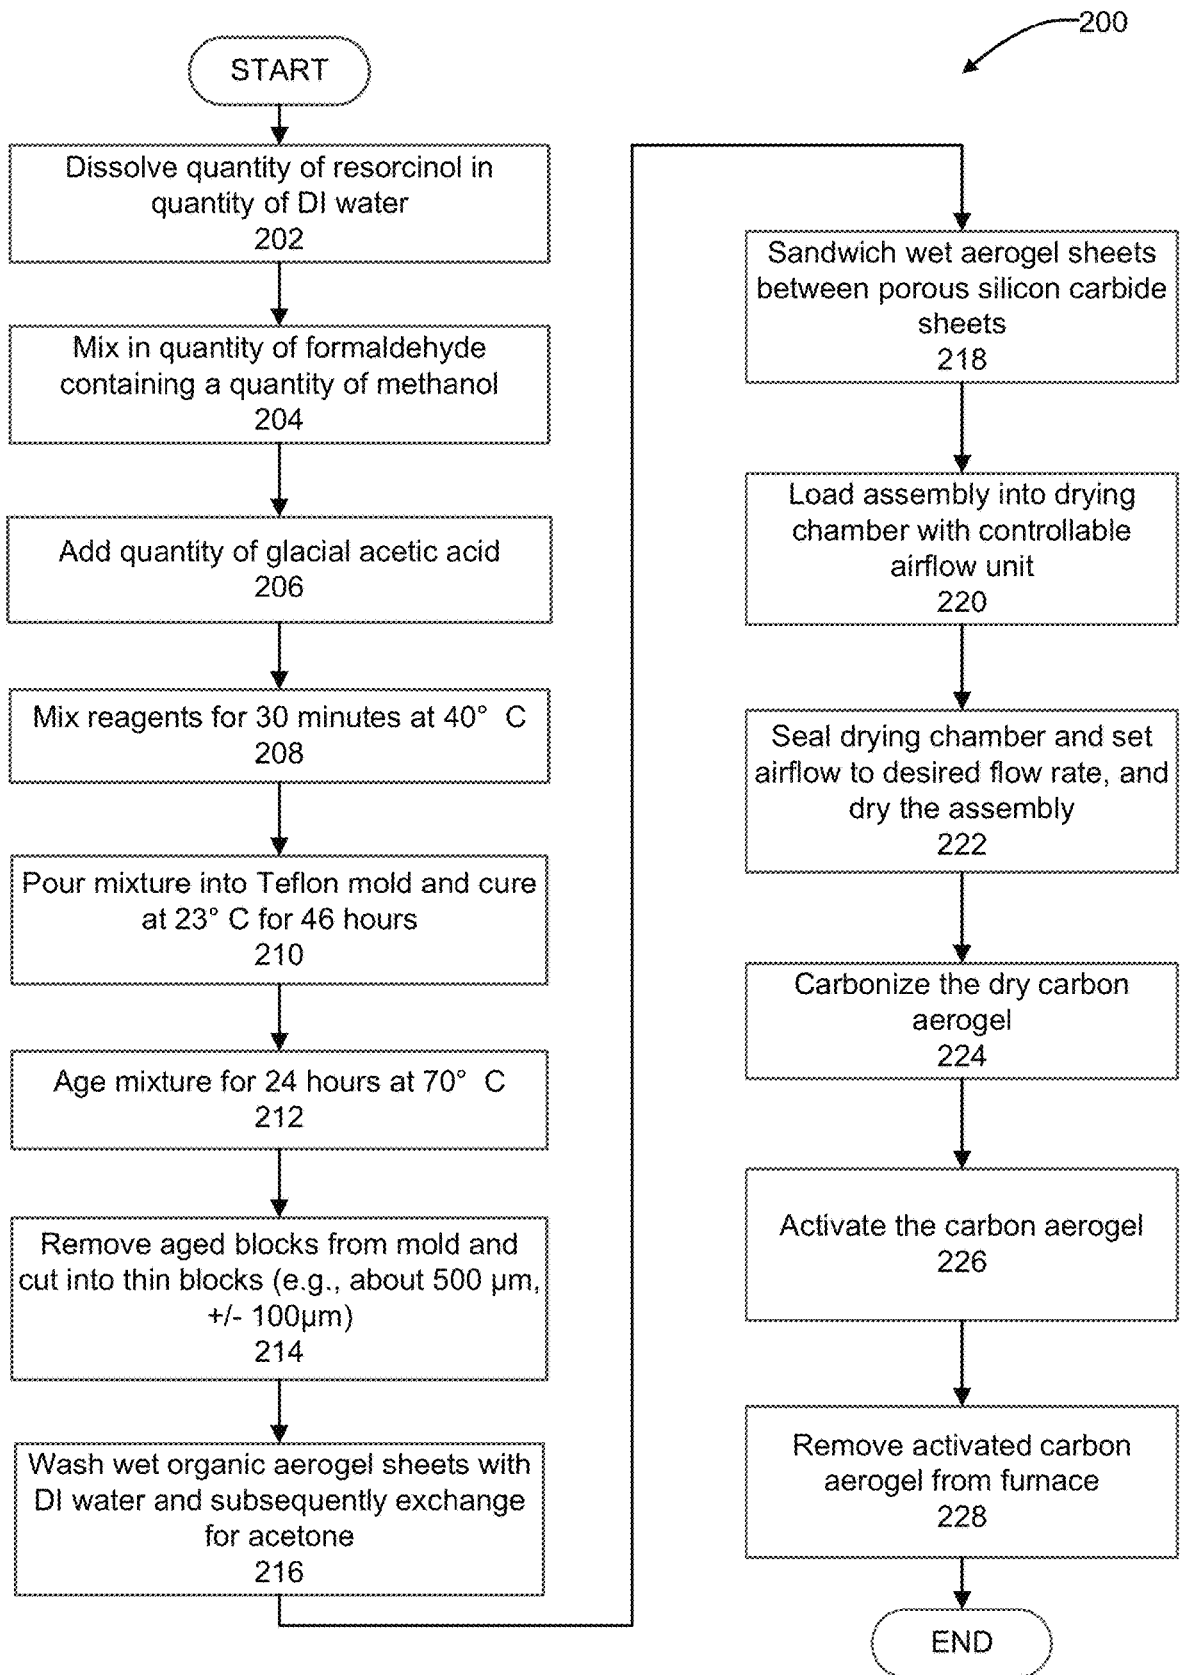 200
START
Dissolve quantity of resorcinol in
quantity of DI water
202
Mix in quantity of formaldehyde
containing a quantity of methanol
204
Add quantity of glacial acetic acid
206
Mix reagents for 30 minutes at 40° C
208
Pour mixture into Teflon mold and cure
at 23° C for 46 hours
210
Age mixture for 24 hours at 70° C
212
Remove aged blocks from mold and
cut into thin blocks (e.g., about 500 µm,
+/- 100µm)
214
Wash wet organic aerogel sheets with
DI water and subsequently exchange
for acetone
216
Sandwich wet aerogel sheets
between porous silicon carbide
sheets
218
Load assembly into drying
chamber with controllable
airflow unit
220
Seal drying chamber and set
airflow to desired flow rate, and
dry the assembly
222
Carbonize the dry carbon
aerogel
224
Activate the carbon aerogel
226
Remove activated carbon
aerogel from furnace
228
END